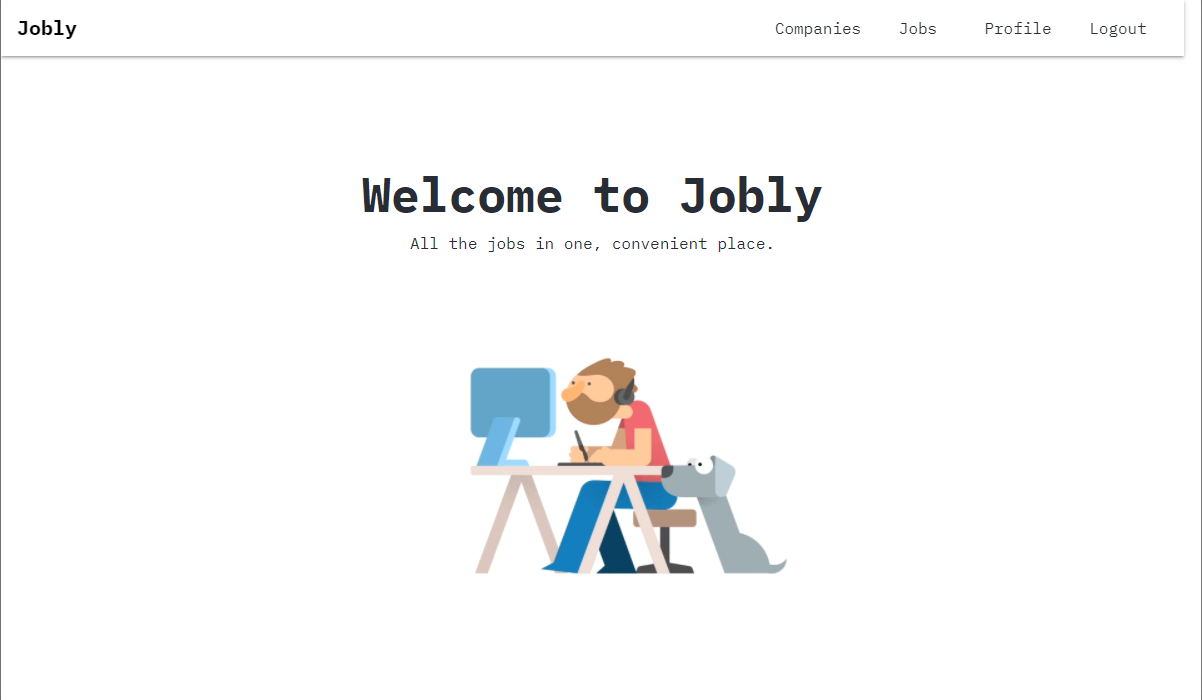 Jobly Companies Jobs Profile Logout
Welcome to Jobly
All the jobs in one, convenient place.